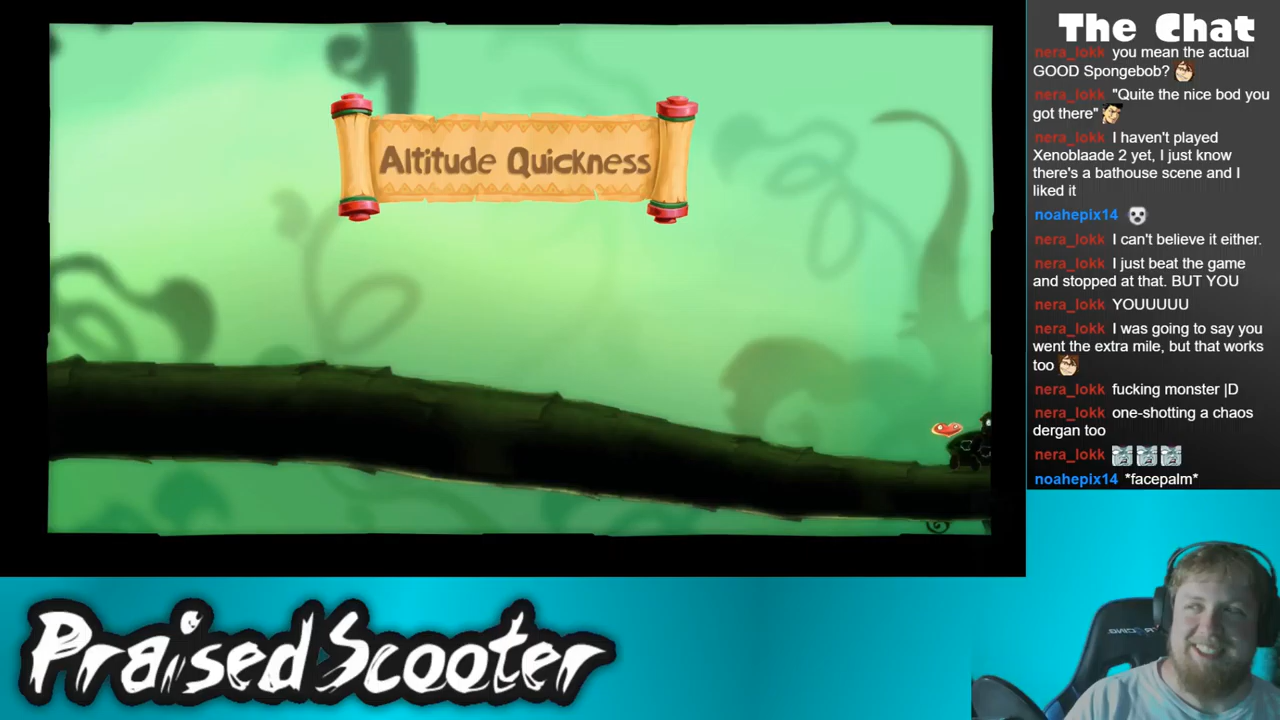 Altitude Quickness
The Chat
nera_lokk you mean the actual
GOOD Spongebob?
nera_lokk "Quite the nice bod you
got there"
nera_lokk I haven't played
Xenoblaade 2 yet, I just know
there's a bathouse scene and I
liked it
noahepix14
nera_lokk I can't believe it either.
nera_lokk I just beat the game
and stopped at that. BUT YOU
nera_lokk YOUUUUU
nera_lokk I was going to say you
went the extra mile, but that works
too
nera_lokk fucking monster |D
nera_lokk one-shotting a chaos
dergan too
nera_lokk
noahepix14 *facepalm*
PraisedScooter